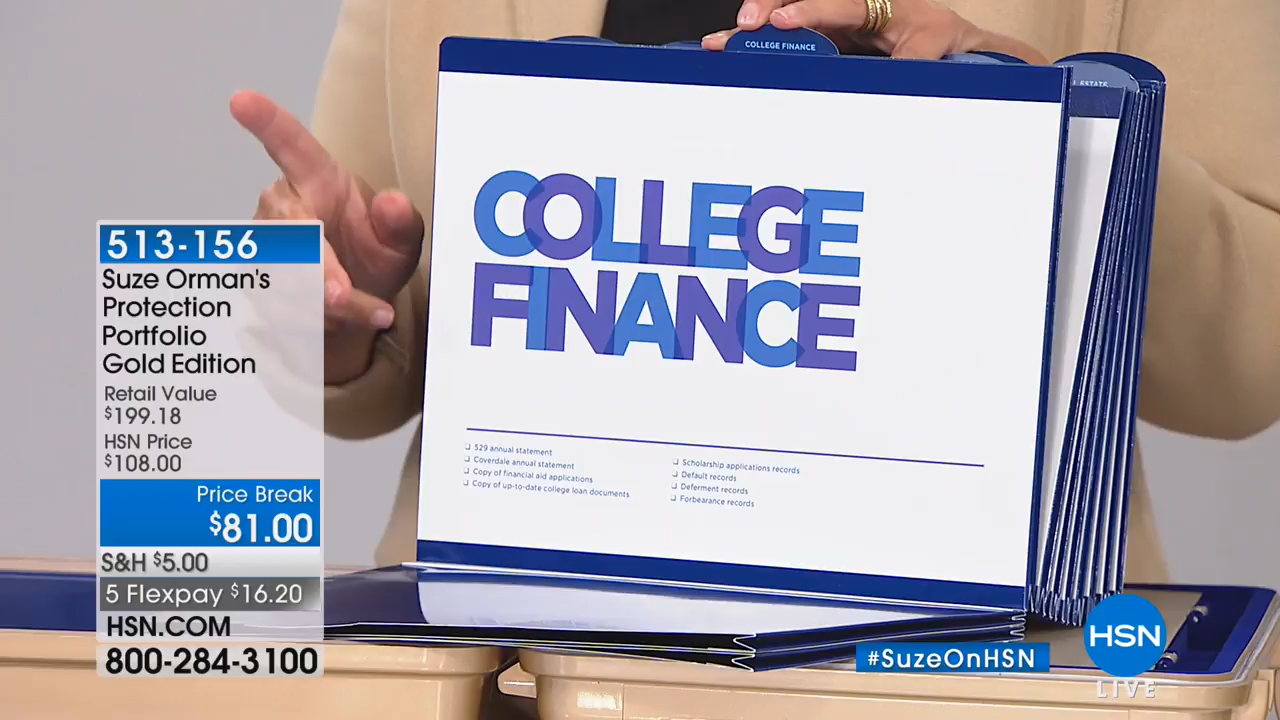 COLLEGE FINANCE
ESTATE
COLLEGE
FINANCE
529 annual statement
Coverdale annual statement
Copy of financial aid applications
Copy of up-to-date college loan documents
Scholarship applications records
Default records
Deferment records
Forbearance records
513-156
Suze Orman's
Protection
Portfolio
Gold Edition
Retail Value
$199.18
HSN Price
$108.00
Price Break
$81.00
S&H $5.00
5 Flexpay $16.20
HSN.COM
800-284-3100
#SuzeOnHSN
HSN
LIVE